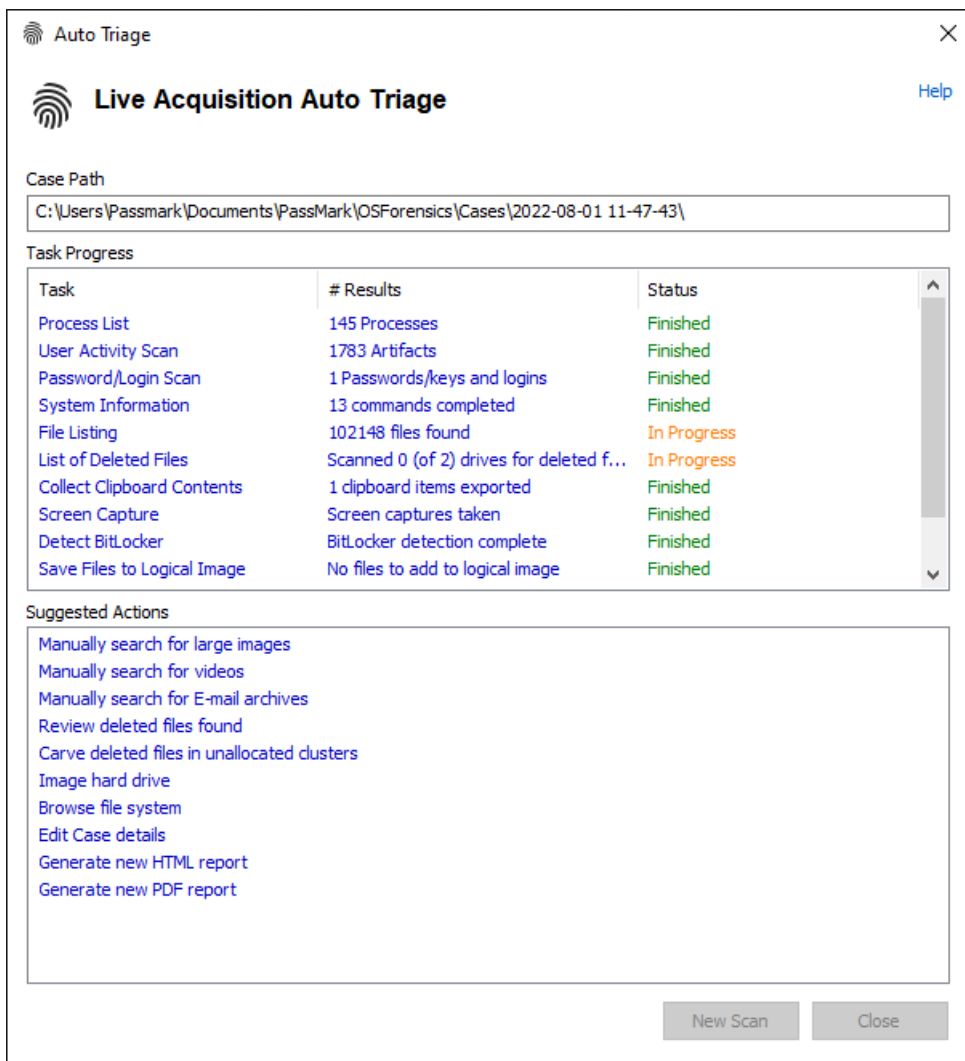 Auto Triage
Live Acquisition Auto Triage
Help
Case Path
C:\Users\Passmark\Documents\PassMark\OSForensics\Cases\2022-08-01 11-47-43\
Task Progress
Task # Results Status
Process List 145 Processes Finished
User Activity Scan 1783 Artifacts Finished
Password/Login Scan 1 Passwords/keys and logins Finished
System Information 13 commands completed Finished
File Listing 102148 files found In Progress
List of Deleted Files Scanned 0 (of 2) drives for deleted f... In Progress
Collect Clipboard Contents 1 clipboard items exported Finished
Screen Capture Screen captures taken Finished
Detect BitLocker BitLocker detection complete Finished
Save Files to Logical Image No files to add to logical image Finished
Suggested Actions
Manually search for large images
Manually search for videos
Manually search for E-mail archives
Review deleted files found
Carve deleted files in unallocated clusters
Image hard drive
Browse file system
Edit Case details
Generate new HTML report
Generate new PDF report
New Scan Close